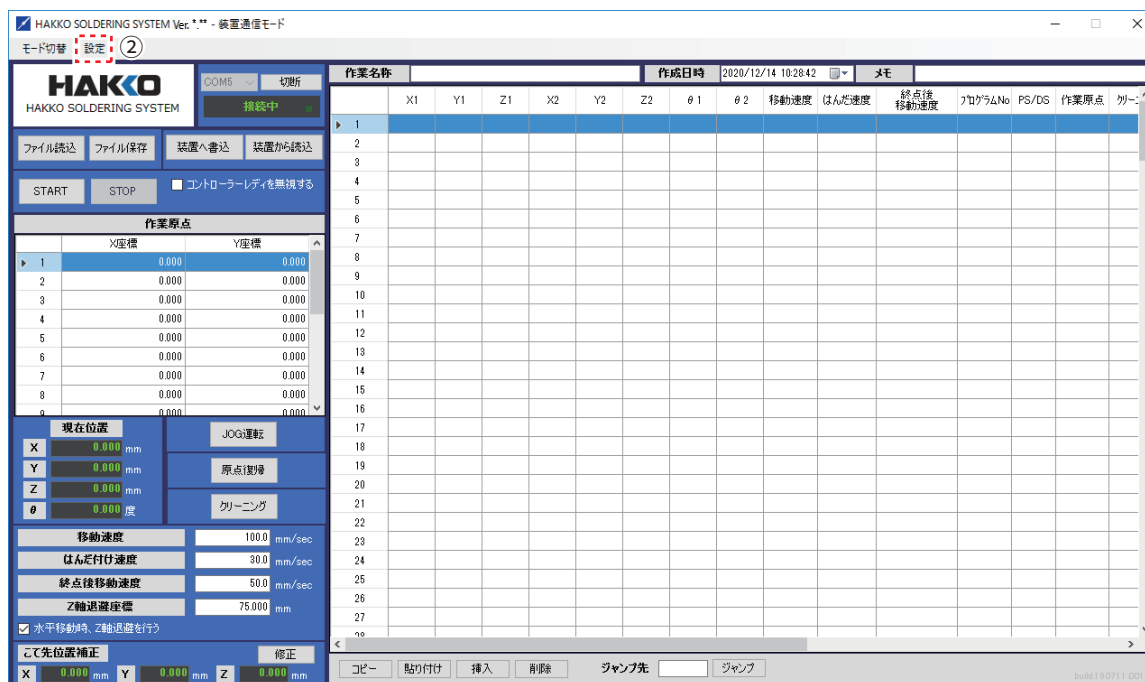 HAKKO SOLDERING SYSTEM Ver. *.** - 装置通信モード
モード切替 設定 ②
HAKKO
HAKKO SOLDERING SYSTEM
COM5 切断
接続中
ファイル読込 ファイル保存 装置へ書込 装置から読込
START STOP コントローラーレディを無視する
作業原点
X座標 Y座標
1 0.000 0.000
2 0.000 0.000
3 0.000 0.000
4 0.000 0.000
5 0.000 0.000
6 0.000 0.000
7 0.000 0.000
8 0.000 0.000
9 0.000 0.000
現在位置
X 0.000 mm
Y 0.000 mm
Z 0.000 mm
θ 0.000 度
JOG運転
原点復帰
クリーニング
移動速度 100.0 mm/sec
はんだ付け速度 30.0 mm/sec
終点後移動速度 50.0 mm/sec
Z軸退避座標 75.000 mm
水平移動時、Z軸退避を行う
こて先位置補正 修正
X 0.000 mm Y 0.000 mm Z 0.000 mm
作業名称 作成日時 2020/12/14 10:28:42 メモ
X1 Y1 Z1 X2 Y2 Z2 θ1 θ2 移動速度 はんだ速度 終点後移動速度 プログラムNo PS/DS 作業原点 クリーニ
1
2
3
4
5
6
7
8
9
10
11
12
13
14
15
16
17
18
19
20
21
22
23
24
25
26
27
28
コピー 貼り付け 挿入 削除 ジャンプ先 ジャンプ
build.180711.001